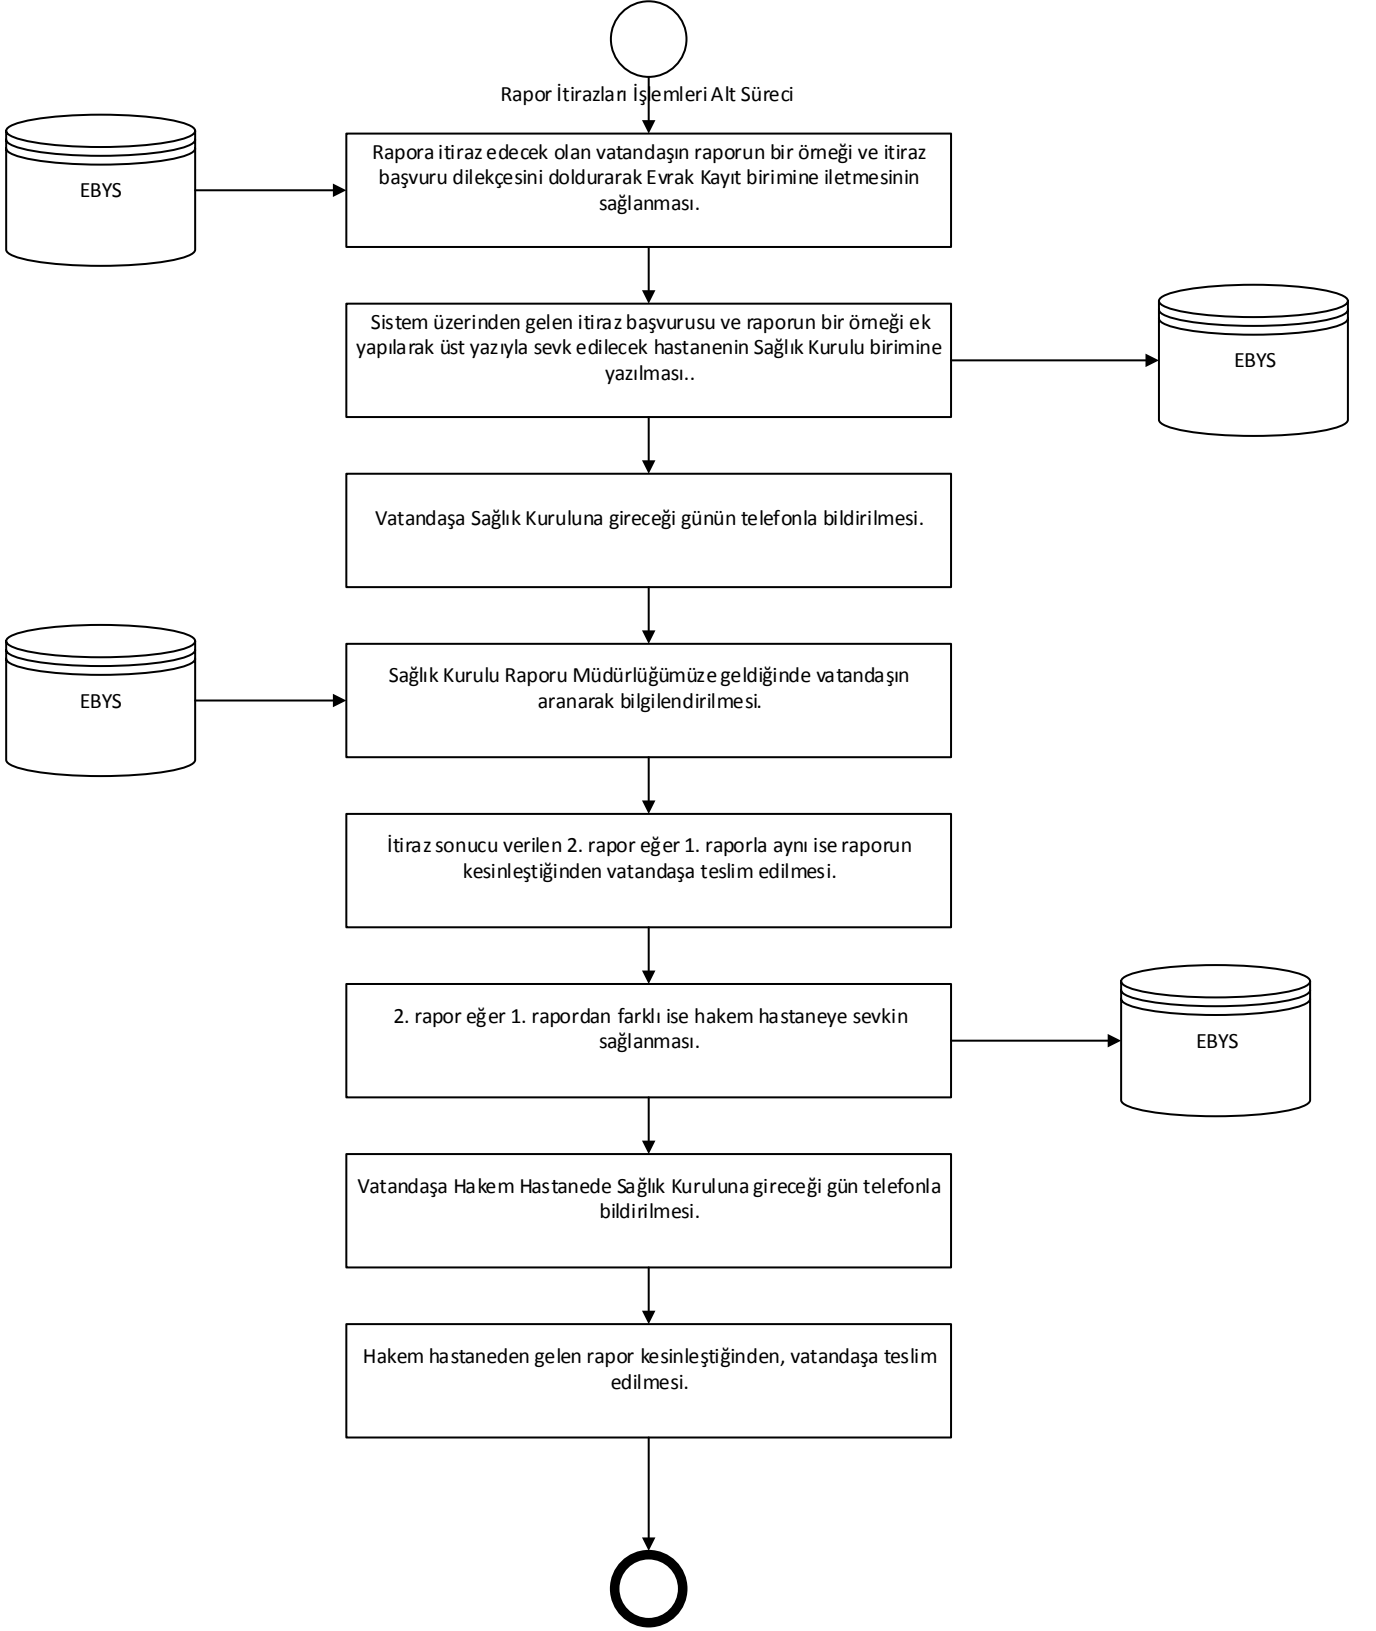 Rapor İtirazları İşlemleri Alt Süreci
EBYS
Rapora itiraz edecek olan vatandaşın raporun bir örneği ve itiraz
başvuru dilekçesini doldurarak Evrak Kayıt birimine iletmesinin
sağlanması.
Sistem üzerinden gelen itiraz başvurusu ve raporun bir örneği ek
yapılarak üst yazıyla sevk edilecek hastanenin Sağlık Kurulu birimine
yazılması..
EBYS
Vatandaşa Sağlık Kuruluna gireceği günün telefonla bildirilmesi.
EBYS
Sağlık Kurulu Raporu Müdürlüğümüze geldiğinde vatandaşın
aranarak bilgilendirilmesi.
İtiraz sonucu verilen 2. rapor eğer 1. raporla aynı ise raporun
kesinleştiğinden vatandaşa teslim edilmesi.
2. rapor eğer 1. rapordan farklı ise hakem hastaneye sevkin
sağlanması.
EBYS
Vatandaşa Hakem Hastanede Sağlık Kuruluna gireceği gün telefonla
bildirilmesi.
Hakem hastaneden gelen rapor kesinleştiğinden, vatandaşa teslim
edilmesi.